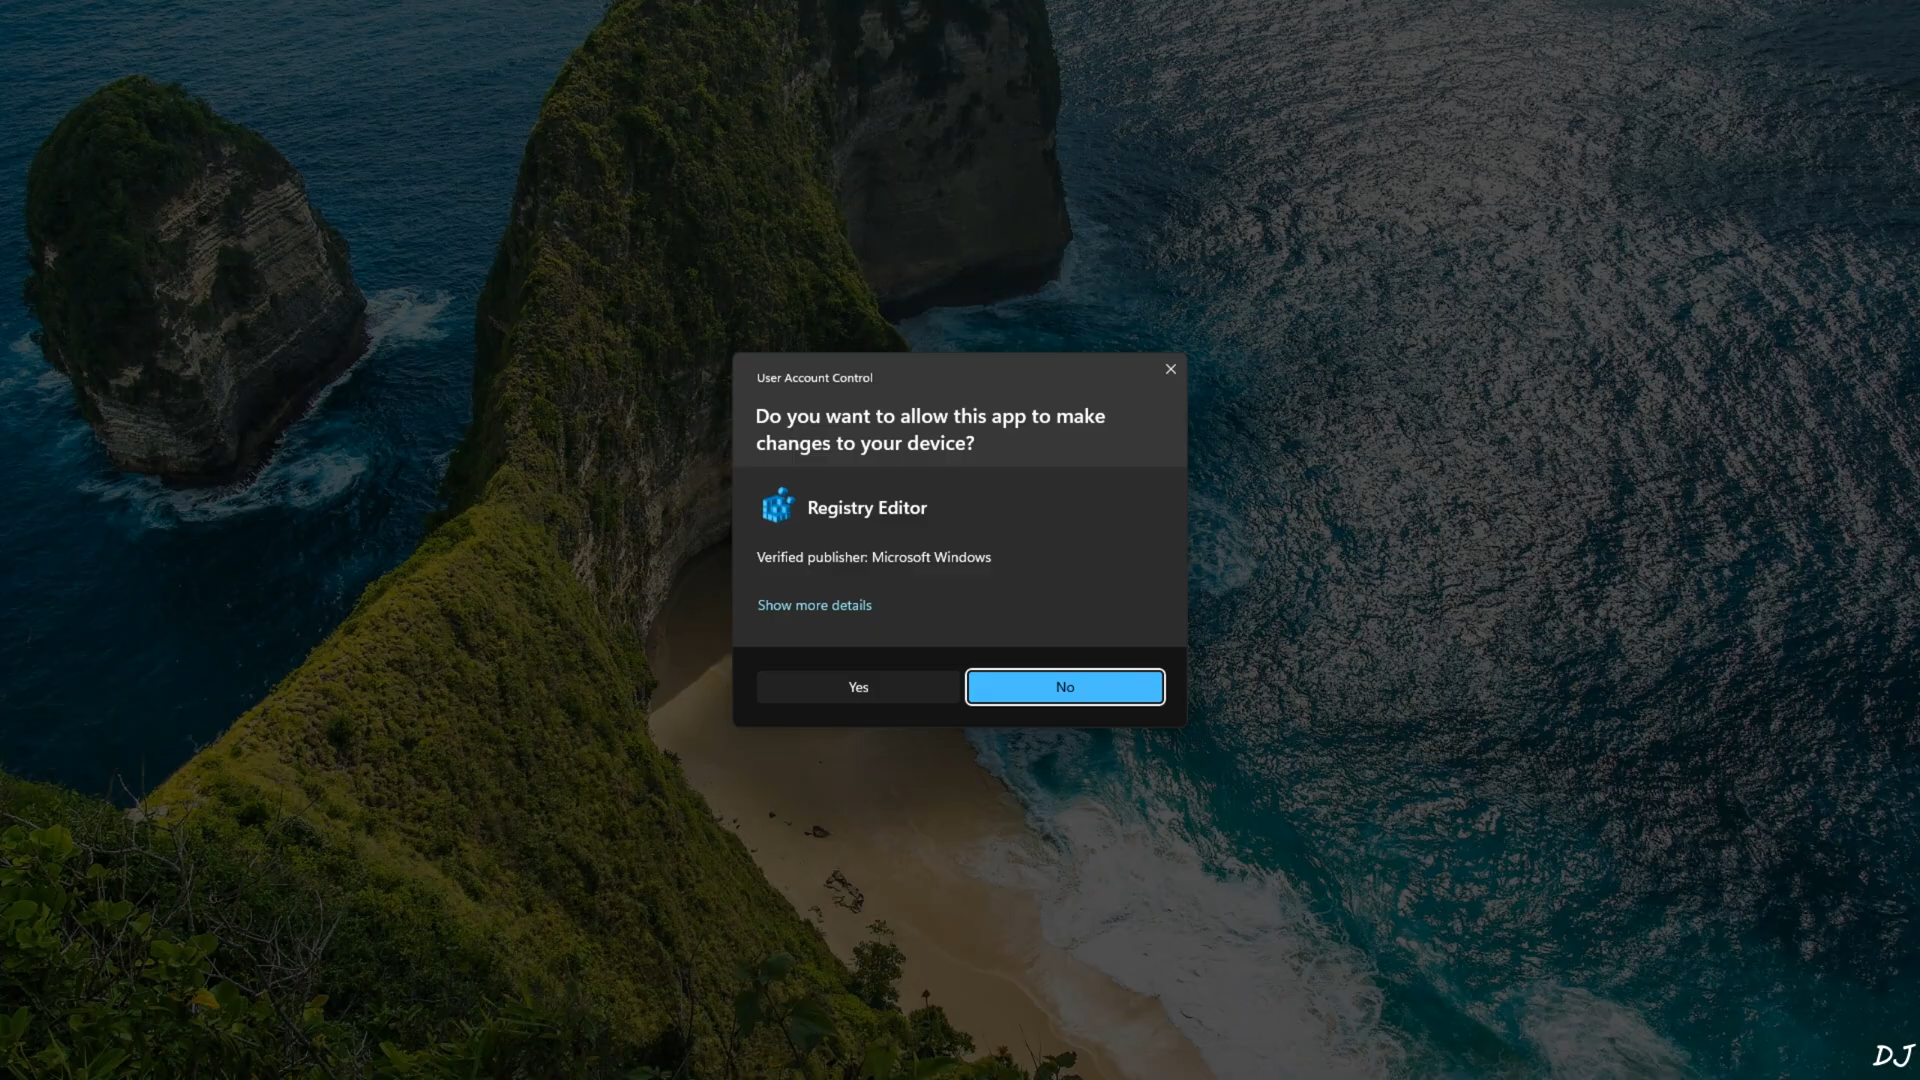 User Account Control
Do you want to allow this app to make
changes to your device?
Registry Editor
Verified publisher: Microsoft Windows
Show more details
Yes
No
DJ